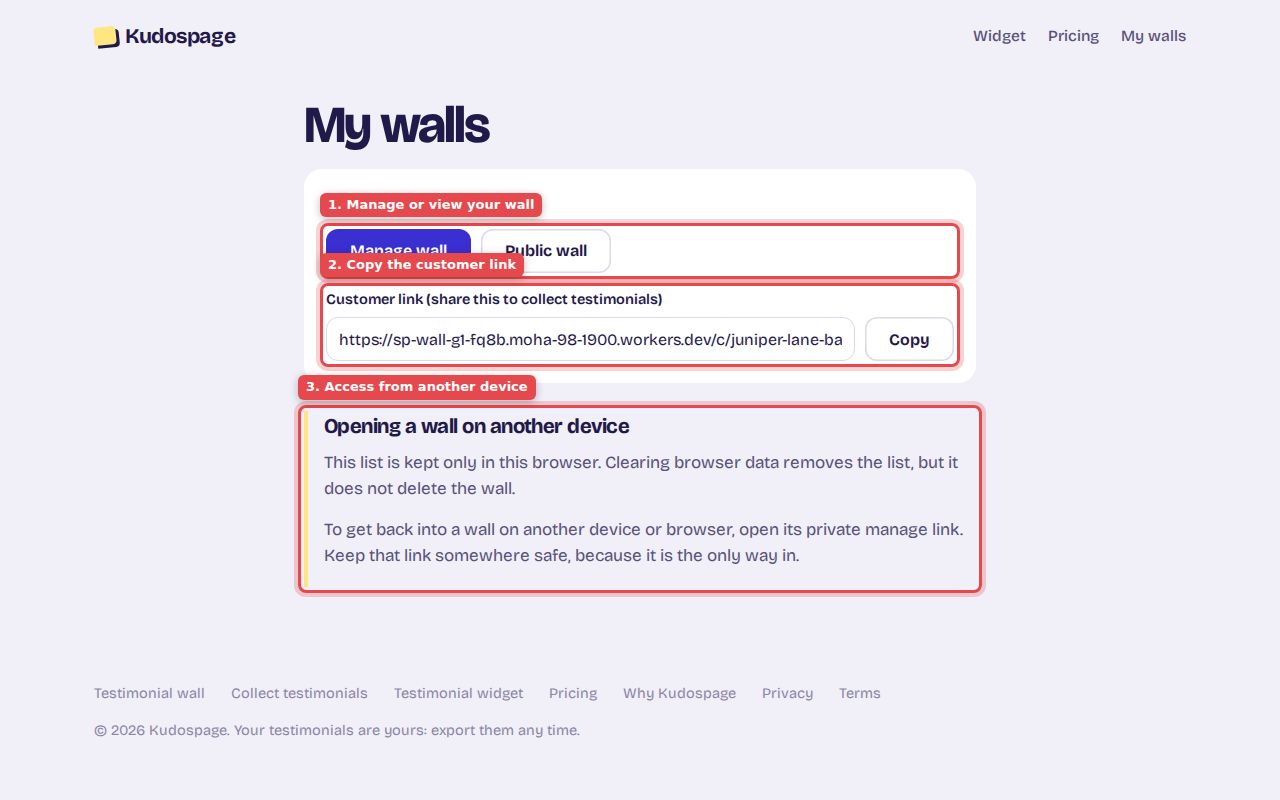 Kudospage
Widget Pricing My walls
My walls
1. Manage or view your wall
Manage wall Public wall
2. Copy the customer link
Customer link (share this to collect testimonials)
https://sp-wall-g1-fq8b.moha-98-1900.workers.dev/c/juniper-lane-ba Copy
3. Access from another device
Opening a wall on another device
This list is kept only in this browser. Clearing browser data removes the list, but it
does not delete the wall.
To get back into a wall on another device or browser, open its private manage link.
Keep that link somewhere safe, because it is the only way in.
Testimonial wall Collect testimonials Testimonial widget Pricing Why Kudospage Privacy Terms
© 2026 Kudospage. Your testimonials are yours: export them any time.